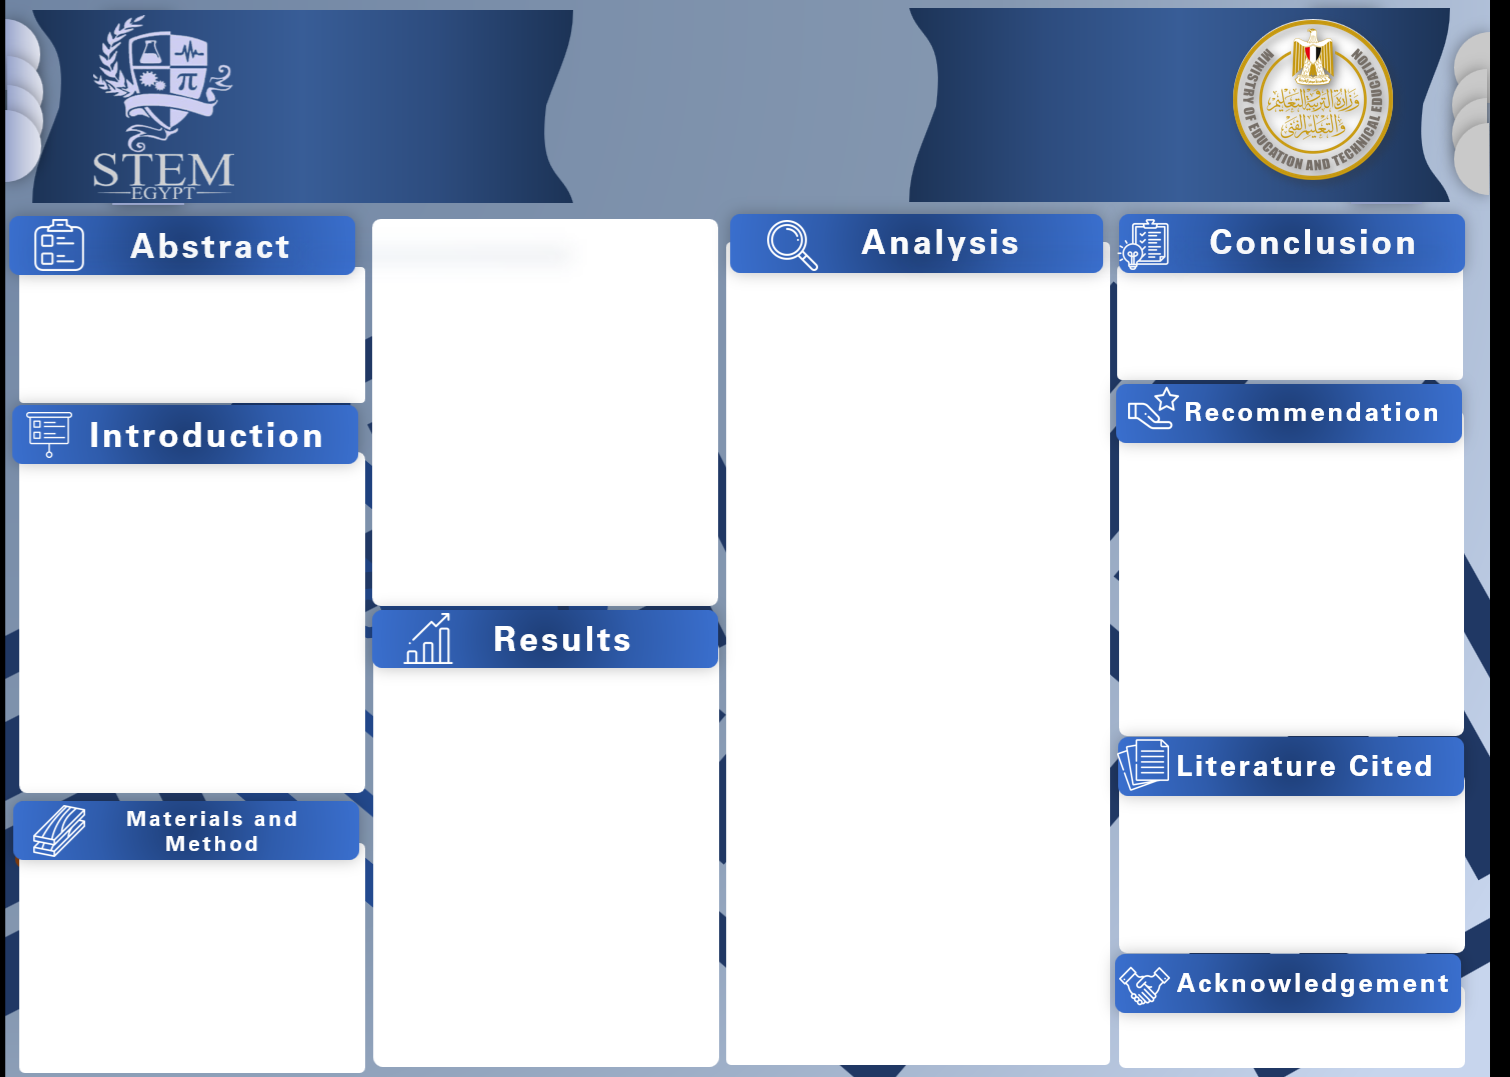 STEM
EGYPT
MINISTRY OF EDUCATION AND TECHNICAL EDUCATION
وزارة التربية والتعليم
والتعليم الفني
Abstract
Introduction
Materials and
Method
Results
Analysis
Conclusion
Recommendation
Literature Cited
Acknowledgement